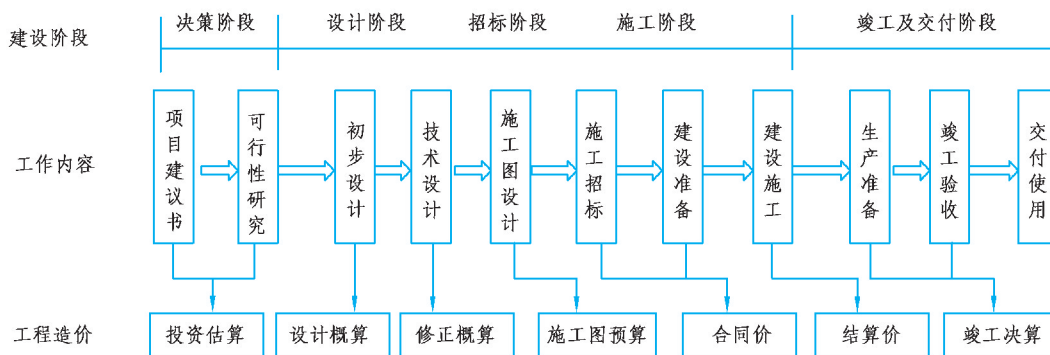 建设阶段 决策阶段 设计阶段 招标阶段 施工阶段 竣工及交付阶段
工作内容 项目建议书 可行性研究 初步设计 技术设计 施工图设计 施工招标 建设准备 建设施工 生产准备 竣工验收 交付使用
工程造价 投资估算 设计概算 修正概算 施工图预算 合同价 结算价 竣工决算